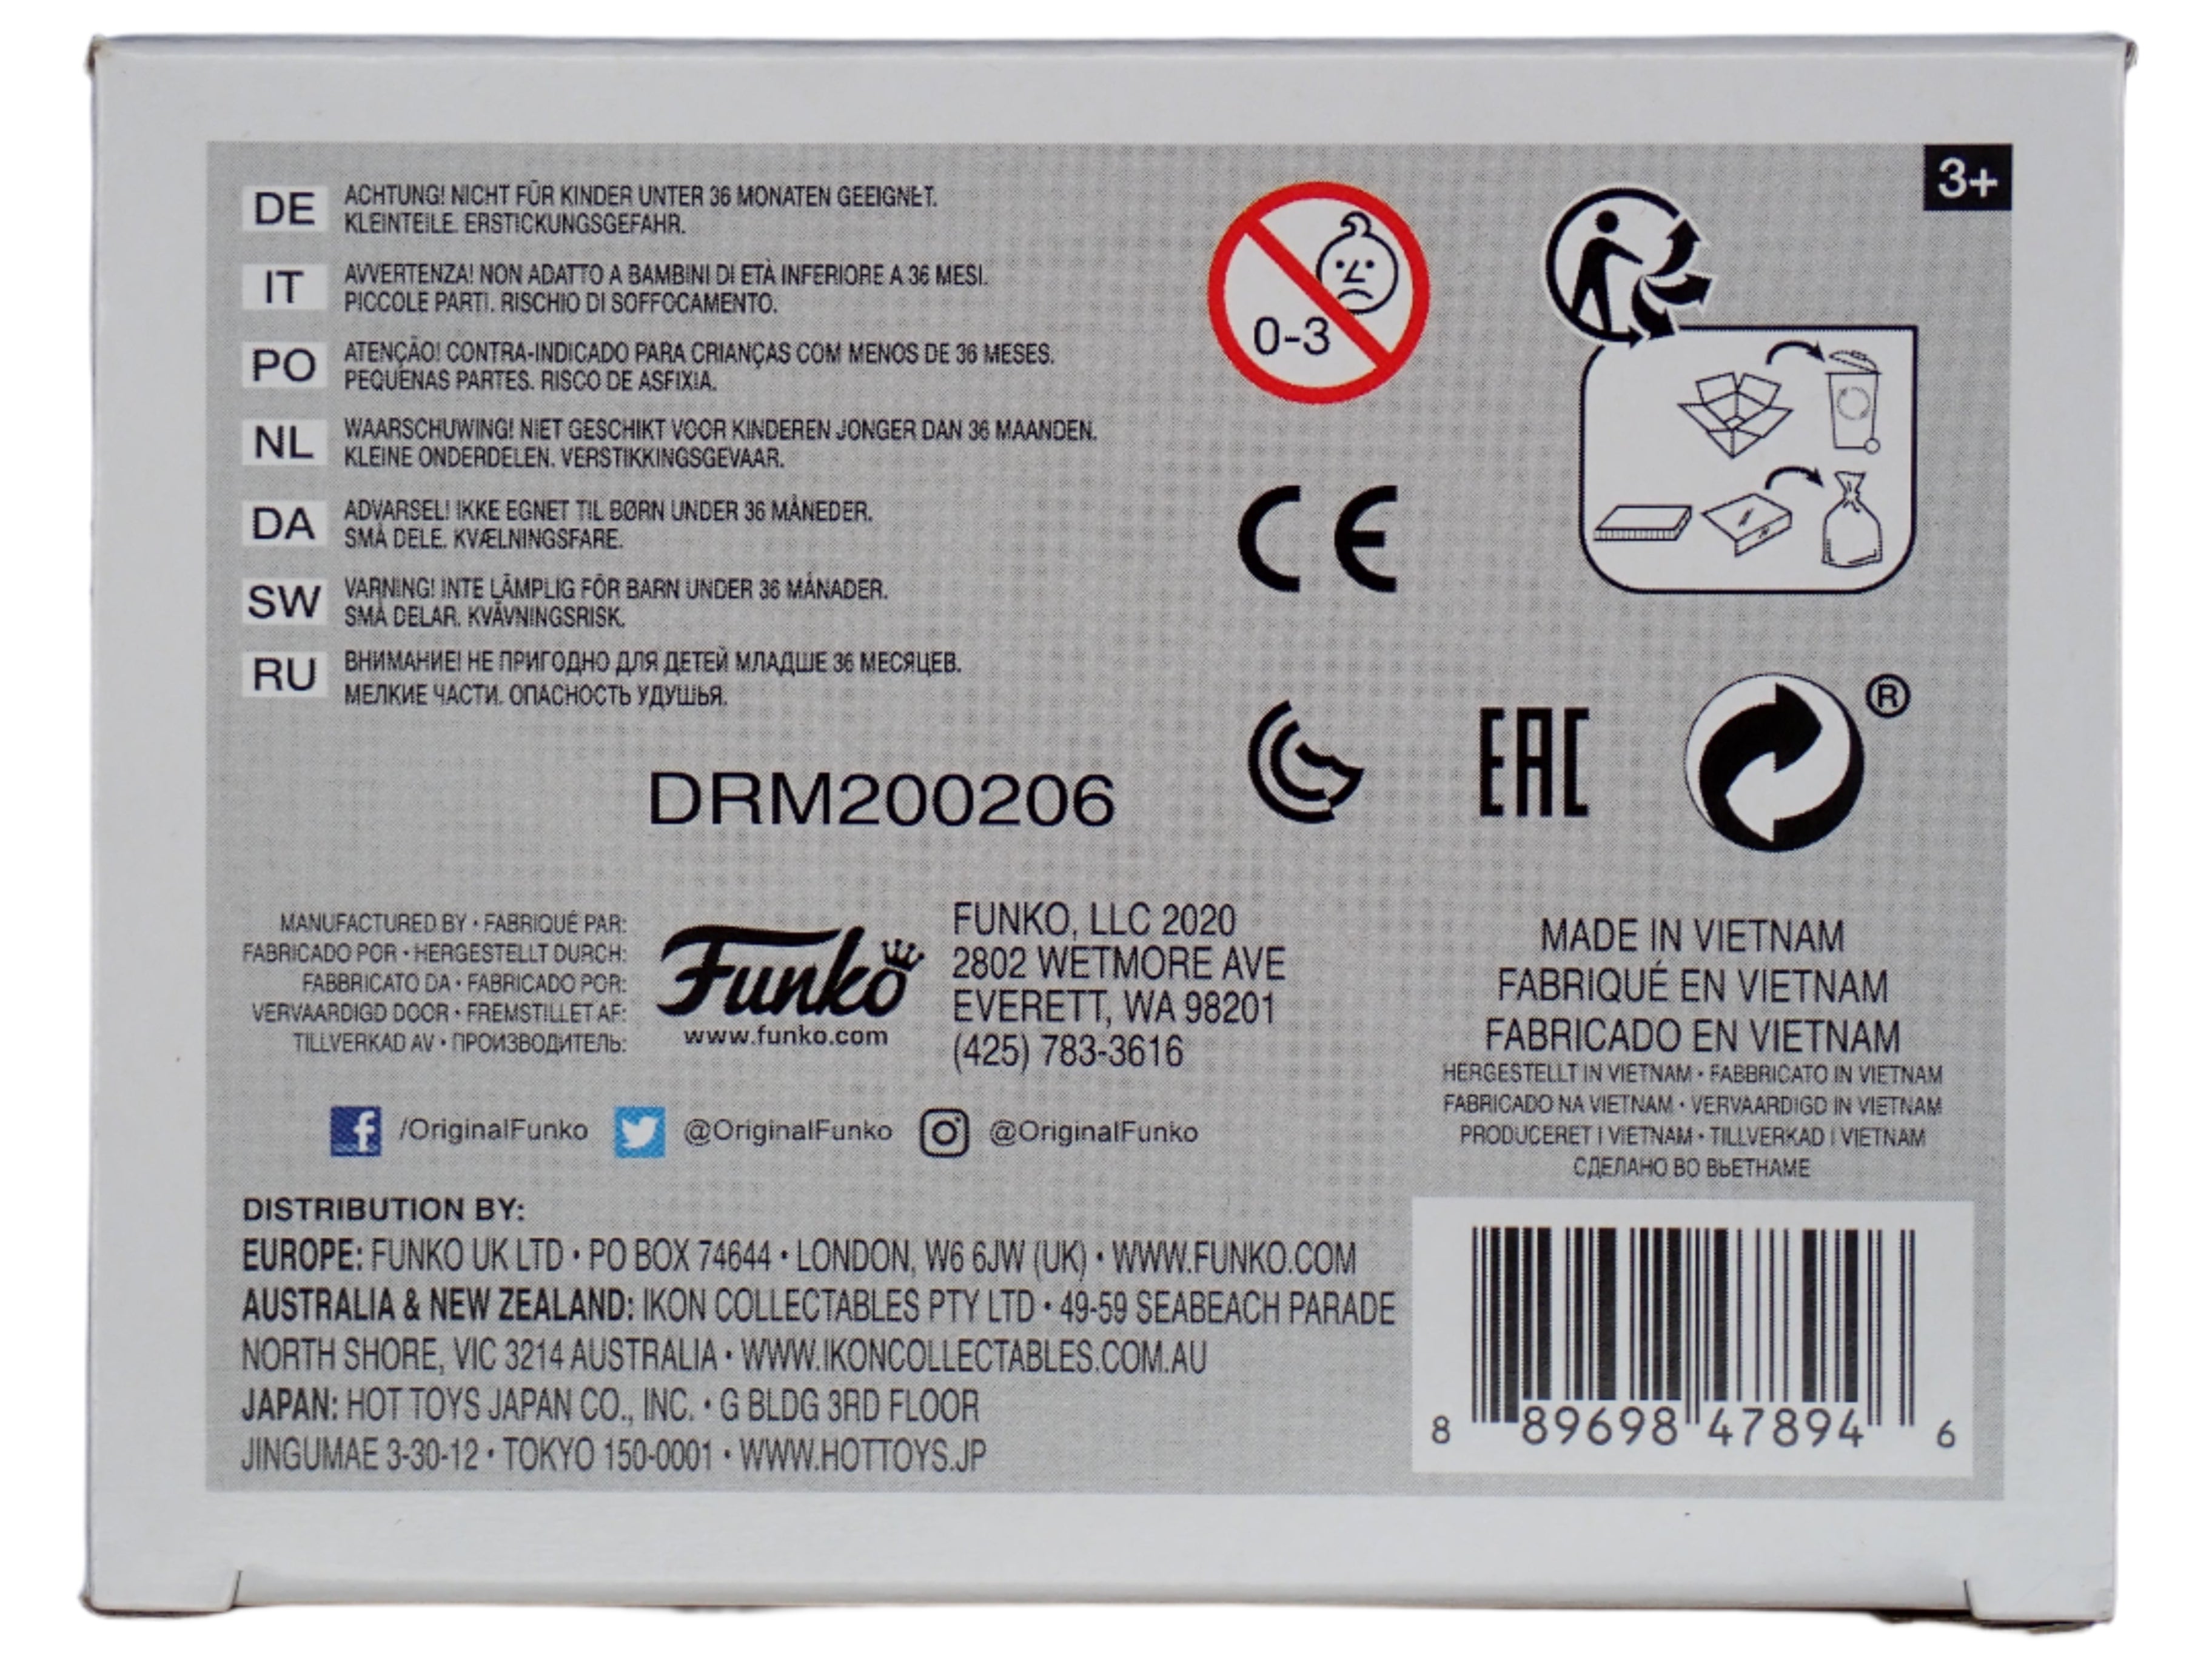 3+
DE
ACHTUNG! NICHT FÜR KINDER UNTER 36 MONATEN GEEIGNET.
KLEINTEILE. ERSTICKUNGSGEFAHR.
IT
AVVERTENZA! NON ADATTO A BAMBINI DI ETÀ INFERIORE A 36 MESI.
PICCOLE PARTI. RISCHIO DI SOFFOCAMENTO.
PO
ATENÇÃO! CONTRA-INDICADO PARA CRIANÇAS COM MENOS DE 36 MESES.
PEQUENAS PARTES. RISCO DE ASFIXIA.
NL
WAARSCHUWING! NIET GESCHIKT VOOR KINDEREN JONGER DAN 36 MAANDEN.
KLEINE ONDERDELEN. VERSTIKKINGSGEVAAR.
DA
ADVARSEL! IKKE EGNET TIL BØRN UNDER 36 MÅNEDER.
SMÅ DELE. KVÆLNINGSFARE.
SW
VARNING! INTE LÄMPLIG FÖR BARN UNDER 36 MÅNADER.
SMÅ DELAR. KVÄVNINGSRISK.
RU
ВНИМАНИЕ! НЕ ПРИГОДНО ДЛЯ ДЕТЕЙ МЛАДШЕ 36 МЕСЯЦЕВ.
МЕЛКИЕ ЧАСТИ. ОПАСНОСТЬ УДУШЬЯ.
0-3
CE
EAC
®
DRM200206
MANUFACTURED BY • FABRIQUÉ PAR:
FABRICADO POR • HERGESTELLT DURCH:
FABBRICATO DA • FABRICADO POR:
VERVAARDIGD DOOR • FREMSTILLET AF:
TILLVERKAD AV • ПРОИЗВОДИТЕЛЬ:
Funko
www.funko.com
FUNKO, LLC 2020
2802 WETMORE AVE
EVERETT, WA 98201
(425) 783-3616
MADE IN VIETNAM
FABRIQUÉ EN VIETNAM
FABRICADO EN VIETNAM
HERGESTELLT IN VIETNAM • FABBRICATO IN VIETNAM
FABRICADO NA VIETNAM • VERVAARDIGD IN VIETNAM
PRODUCERET I VIETNAM • TILLVERKAD I VIETNAM
СДЕЛАНО ВО ВЬЕТНАМЕ
/OriginalFunko @OriginalFunko @OriginalFunko
DISTRIBUTION BY:
EUROPE: FUNKO UK LTD • PO BOX 74644 • LONDON, W6 6JW (UK) • WWW.FUNKO.COM
AUSTRALIA & NEW ZEALAND: IKON COLLECTABLES PTY LTD • 49-59 SEABEACH PARADE
NORTH SHORE, VIC 3214 AUSTRALIA • WWW.IKONCOLLECTABLES.COM.AU
JAPAN: HOT TOYS JAPAN CO., INC. • G BLDG 3RD FLOOR
JINGUMAE 3-30-12 • TOKYO 150-0001 • WWW.HOTTOYS.JP
8 89698 47894 6